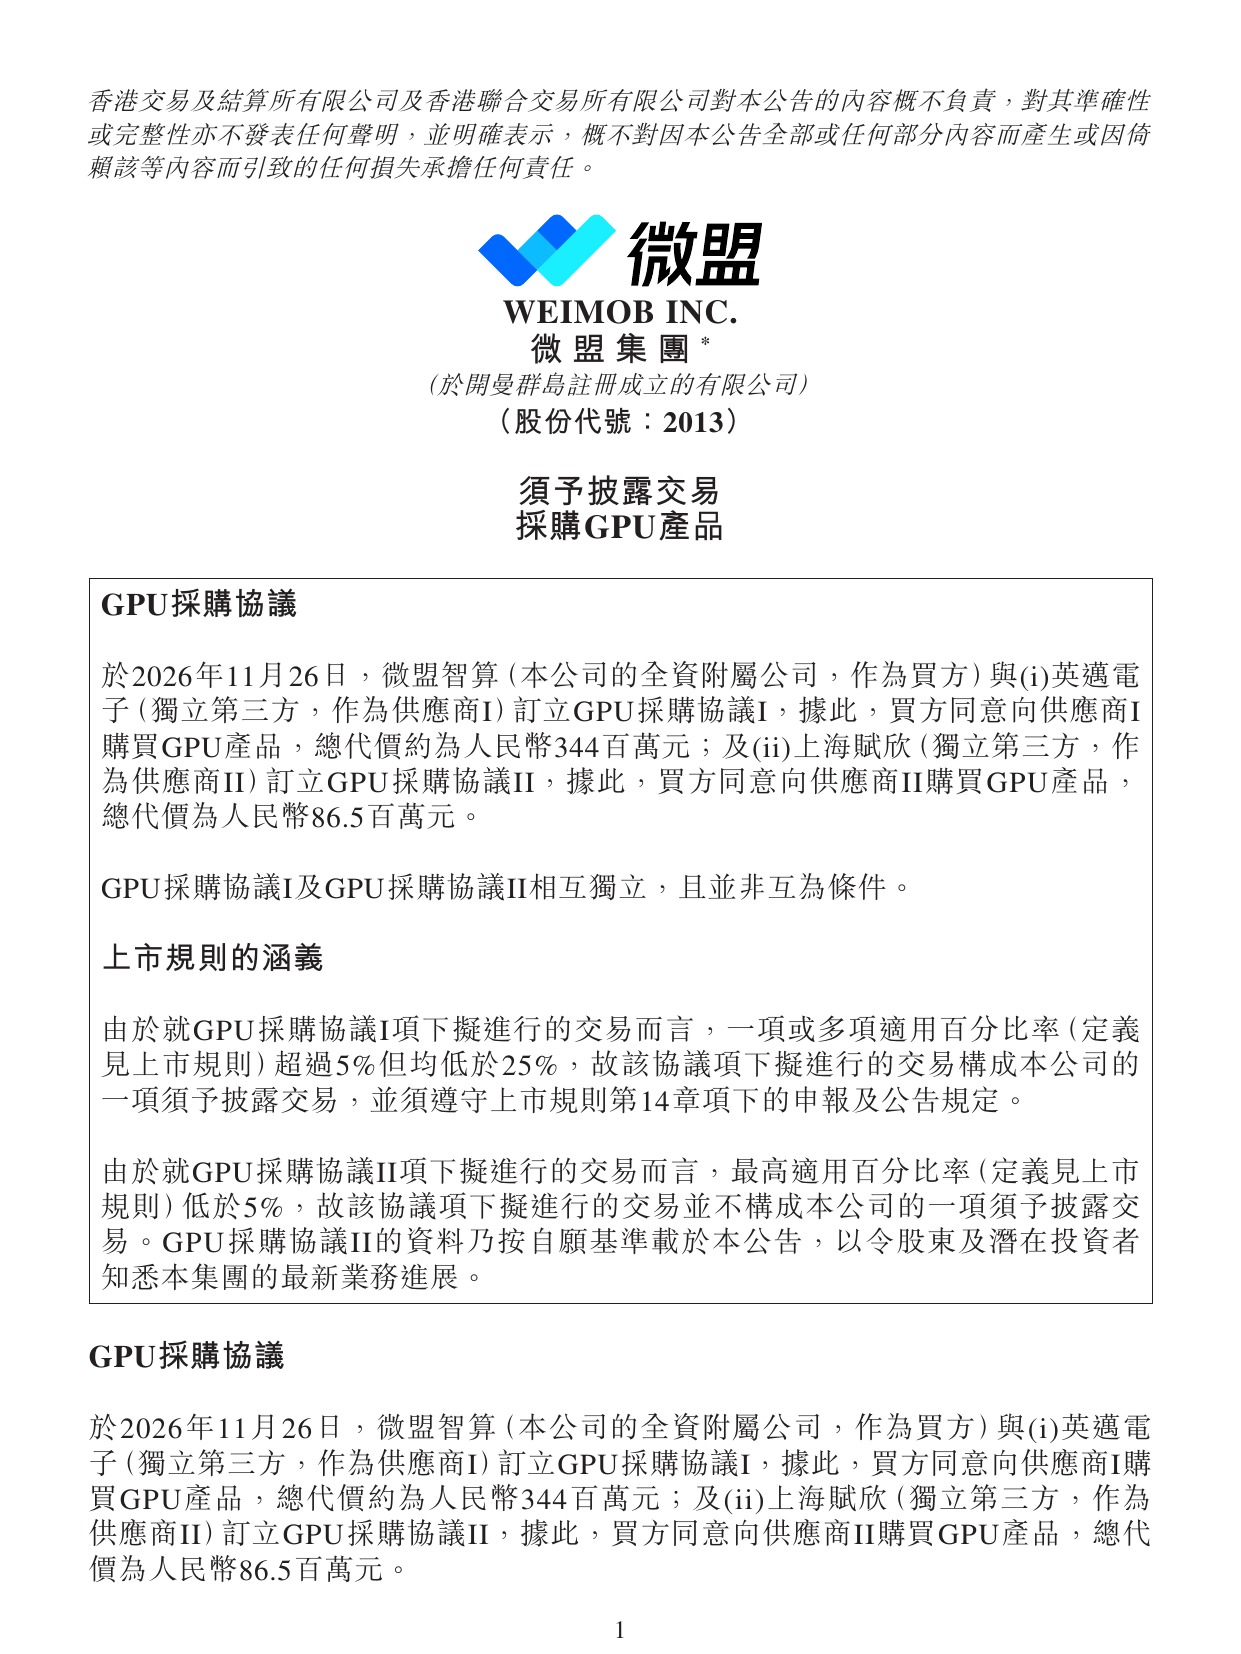 香港交易及結算所有限公司及香港聯合交易所有限公司對本公告的內容概不負責，對其準確性
或完整性亦不發表任何聲明，並明確表示，概不對因本公告全部或任何部分內容而產生或因倚
賴該等內容而引致的任何損失承擔任何責任。
微盟
WEIMOB INC.
微盟集團*
（於開曼群島註冊成立的有限公司）
（股份代號：2013）
須予披露交易
採購GPU產品
GPU採購協議
於2026年11月26日，微盟智算（本公司的全資附屬公司，作為買方）與(i)英邁電
子（獨立第三方，作為供應商I）訂立GPU採購協議I，據此，買方同意向供應商I
購買GPU產品，總代價約為人民幣344百萬元；及(ii)上海賦欣（獨立第三方，作
為供應商II）訂立GPU採購協議II，據此，買方同意向供應商II購買GPU產品，
總代價為人民幣86.5百萬元。
GPU採購協議I及GPU採購協議II相互獨立，且並非互為條件。
上市規則的涵義
由於就GPU採購協議I項下擬進行的交易而言，一項或多項適用百分比率（定義
見上市規則）超過5%但均低於25%，故該協議項下擬進行的交易構成本公司的
一項須予披露交易，並須遵守上市規則第14章項下的申報及公告規定。
由於就GPU採購協議II項下擬進行的交易而言，最高適用百分比率（定義見上市
規則）低於5%，故該協議項下擬進行的交易並不構成本公司的一項須予披露交
易。GPU採購協議II的資料乃按自願基準載於本公告，以令股東及潛在投資者
知悉本集團的最新業務進展。
GPU採購協議
於2026年11月26日，微盟智算（本公司的全資附屬公司，作為買方）與(i)英邁電
子（獨立第三方，作為供應商I）訂立GPU採購協議I，據此，買方同意向供應商I購
買GPU產品，總代價約為人民幣344百萬元；及(ii)上海賦欣（獨立第三方，作為
供應商II）訂立GPU採購協議II，據此，買方同意向供應商II購買GPU產品，總代
價為人民幣86.5百萬元。
1